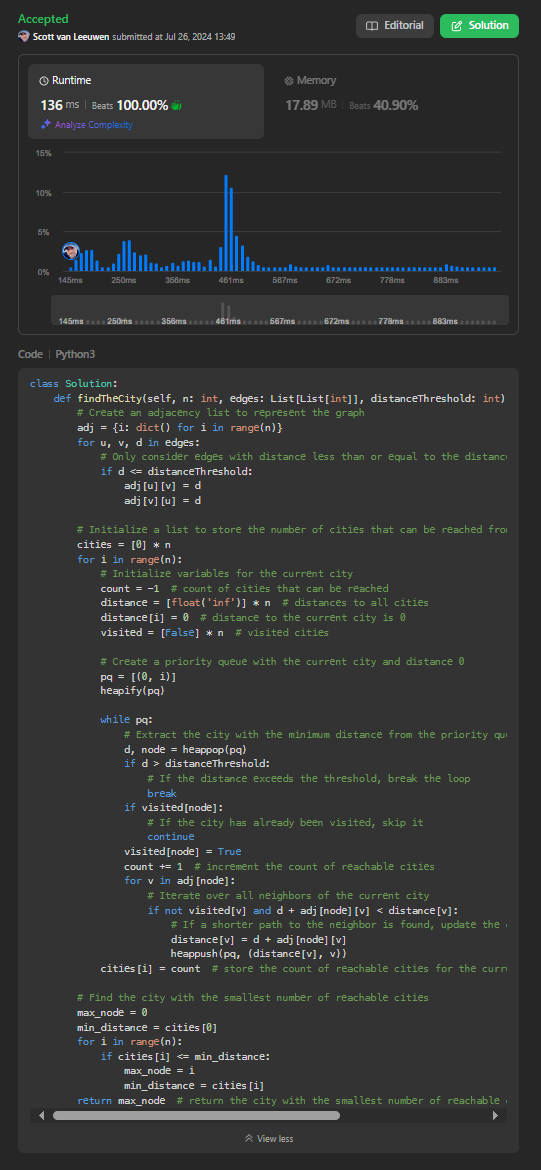 Accepted
Editorial
Solution
Scott van Leeuwen submitted at Jul 26, 2024 13:49
Runtime
136 ms | Beats 100.00%
Analyze Complexity
Memory
17.89 MB | Beats 40.90%
15%
10%
5%
0%
145ms 250ms 356ms 461ms 567ms 672ms 778ms 883ms
145ms 250ms 356ms 461ms 567ms 672ms 778ms 883ms
Code | Python3
class Solution:
    def findTheCity(self, n: int, edges: List[List[int]], distanceThreshold: int)
        # Create an adjacency list to represent the graph
        adj = {i: dict() for i in range(n)}
        for u, v, d in edges:
            # Only consider edges with distance less than or equal to the distanc
            if d <= distanceThreshold:
                adj[u][v] = d
                adj[v][u] = d
        # Initialize a list to store the number of cities that can be reached fro
        cities = [0] * n
        for i in range(n):
            # Initialize variables for the current city
            count = -1  # count of cities that can be reached
            distance = [float('inf')] * n  # distances to all cities
            distance[i] = 0  # distance to the current city is 0
            visited = [False] * n  # visited cities
            # Create a priority queue with the current city and distance 0
            pq = [(0, i)]
            heapify(pq)
            while pq:
                # Extract the city with the minimum distance from the priority qu
                d, node = heappop(pq)
                if d > distanceThreshold:
                    # If the distance exceeds the threshold, break the loop
                    break
                if visited[node]:
                    # If the city has already been visited, skip it
                    continue
                visited[node] = True
                count += 1  # increment the count of reachable cities
                for v in adj[node]:
                    # Iterate over all neighbors of the current city
                    if not visited[v] and d + adj[node][v] < distance[v]:
                        # If a shorter path to the neighbor is found, update the
                        distance[v] = d + adj[node][v]
                        heappush(pq, (distance[v], v))
            cities[i] = count  # store the count of reachable cities for the curr
        # Find the city with the smallest number of reachable cities
        max_node = 0
        min_distance = cities[0]
        for i in range(n):
            if cities[i] <= min_distance:
                max_node = i
                min_distance = cities[i]
        return max_node  # return the city with the smallest number of reachable
View less